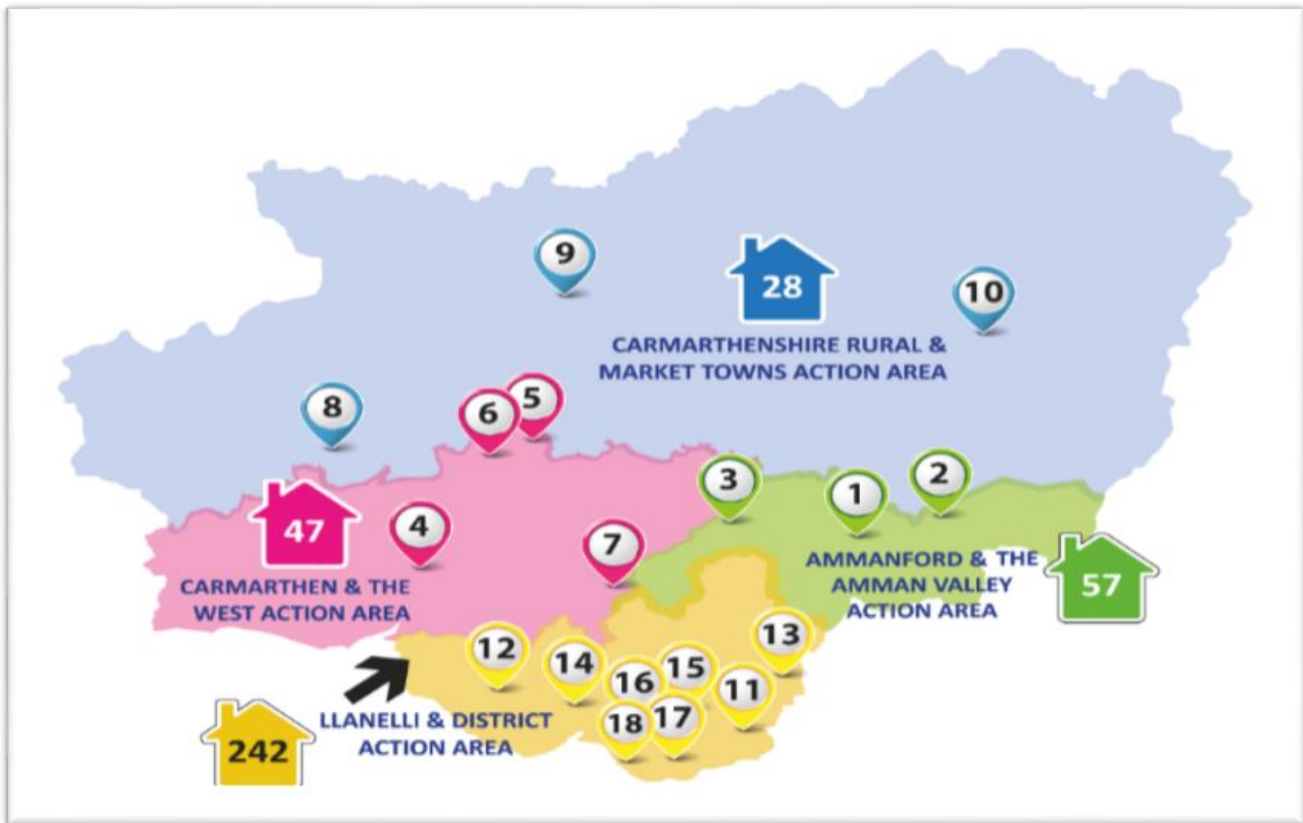 9
28
10
CARMARTHENSHIRE RURAL &
MARKET TOWNS ACTION AREA
8
6
5
3
1
2
47
4
7
CARMARTHEN & THE
WEST ACTION AREA
AMMANFORD & THE
AMMAN VALLEY
ACTION AREA
57
12
14
16
15
13
11
18
17
LLANELLI & DISTRICT
ACTION AREA
242